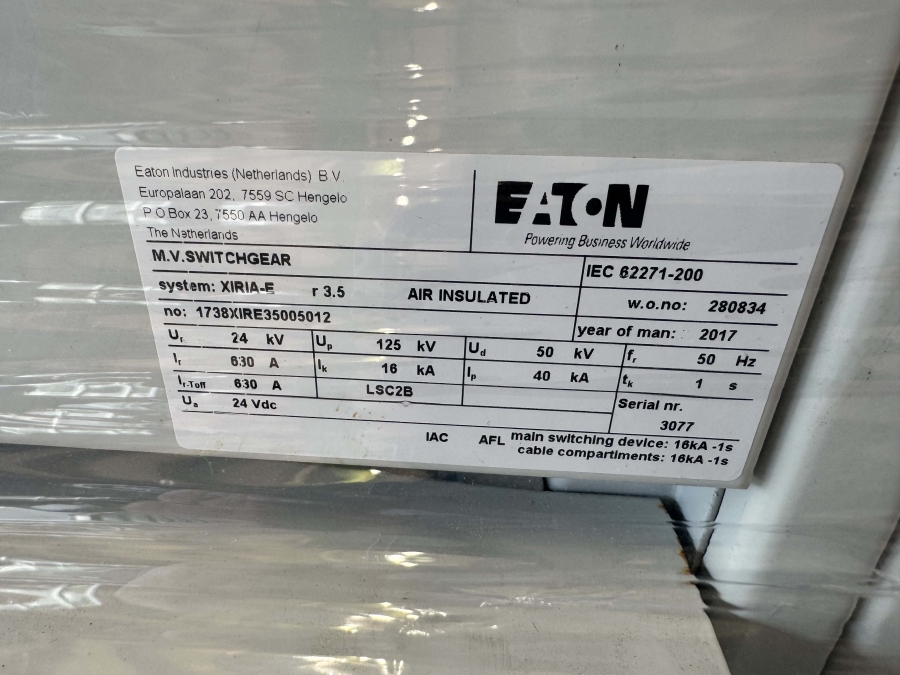 Eaton Industries (Netherlands) B.V.
Europalaan 202, 7559 SC Hengelo
P O Box 23, 7550 AA Hengelo
The Netherlands
EATON
Powering Business Worldwide
M.V.SWITCHGEAR
IEC 62271-200
system: XIRIA-E r 3.5 AIR INSULATED
w.o.no: 280834
no: 1738XIRE35005012
year of man: 2017
Ur 24 kV Up 125 kV Ud 50 kV fr 50 Hz
Ir 630 A Ik 16 kA Ip 40 kA tk 1 s
Ir-Toff 630 A LSC2B
Ua 24 Vdc
Serial nr.
3077
IAC AFL main switching device: 16kA -1s
cable compartiments: 16kA -1s